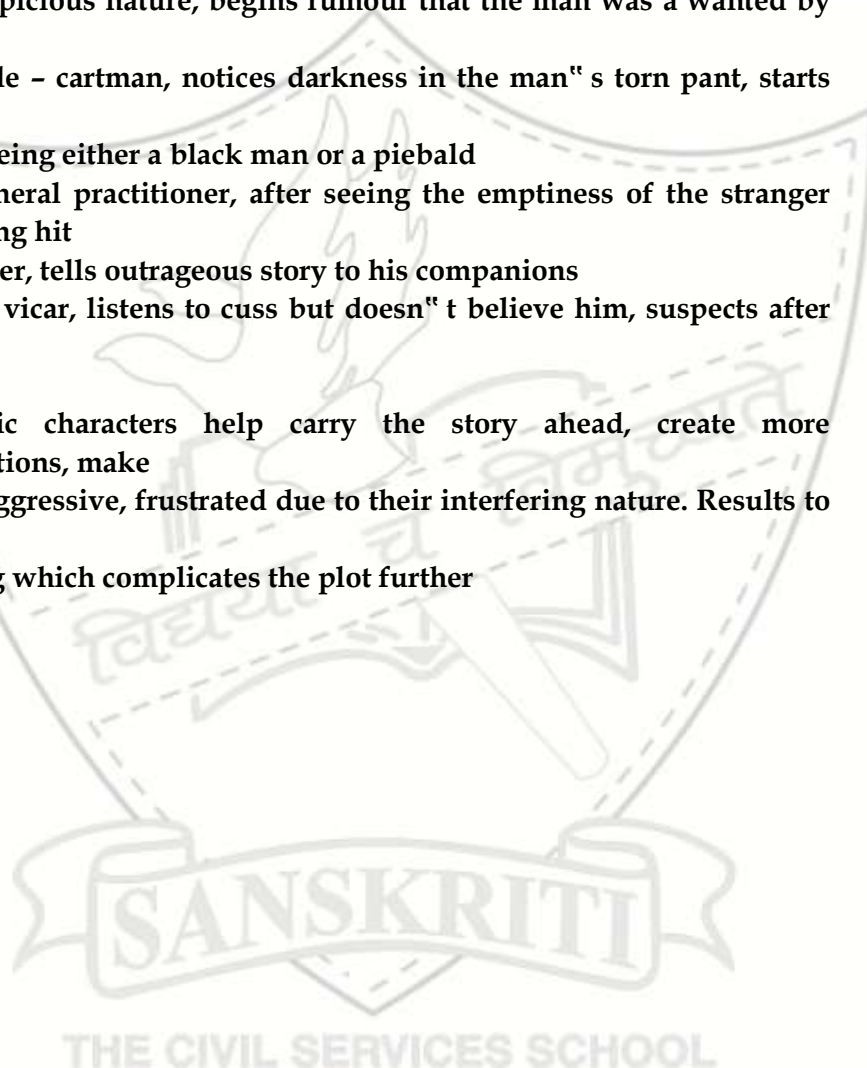 picious nature, begins rumour that the man was a wanted by
le – cartman, notices darkness in the man‟ s torn pant, starts
eing either a black man or a piebald
neral practitioner, after seeing the emptiness of the stranger
ng hit
er, tells outrageous story to his companions
vicar, listens to cuss but doesn‟ t believe him, suspects after
ic characters help carry the story ahead, create more
tions, make
ggressive, frustrated due to their interfering nature. Results to
g which complicates the plot further
विद्यया च विमुच्यते
SANSKRITI
THE CIVIL SERVICES SCHOOL